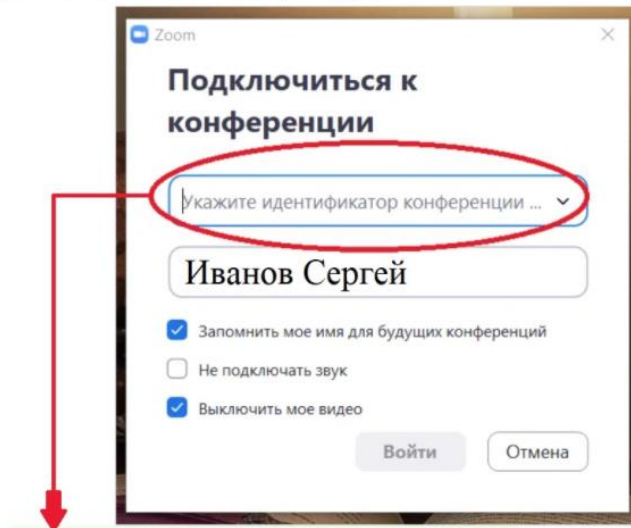 Zoom
Подключиться к
конференции
Укажите идентификатор конференции ...
Иванов Сергей
Запомнить мое имя для будущих конференций
Не подключать звук
Выключить мое видео
Войти
Отмена